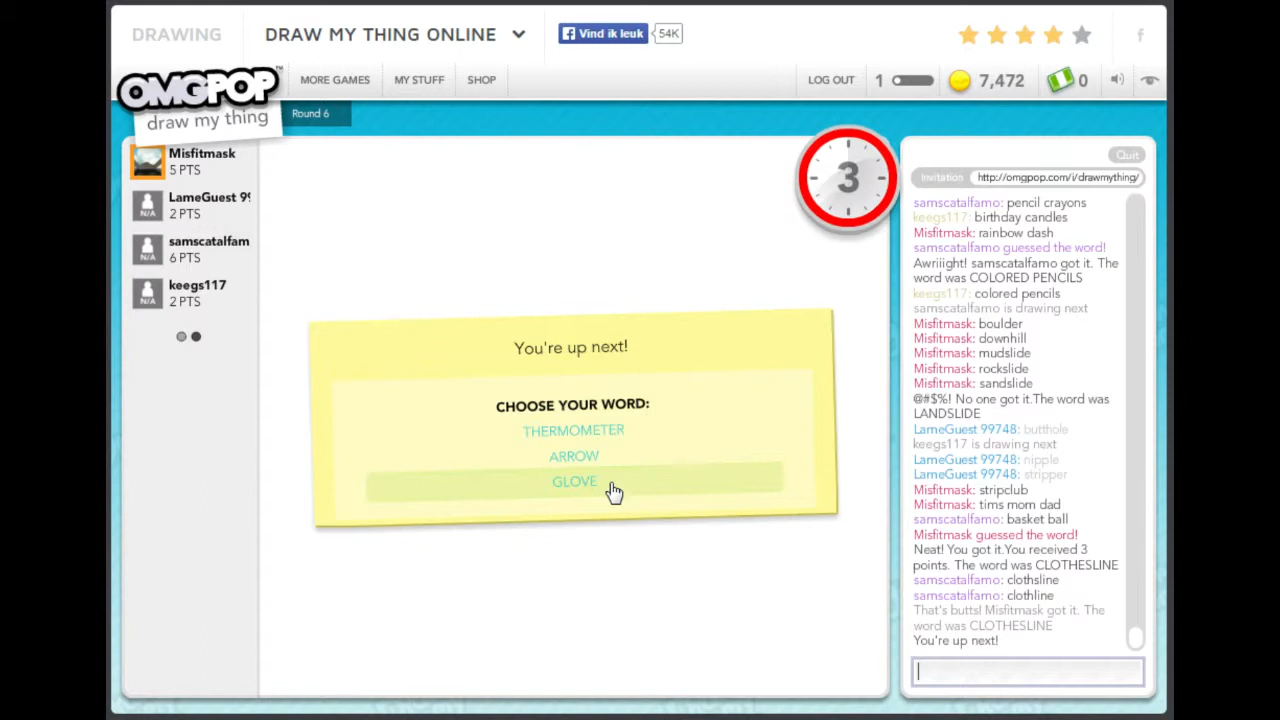 DRAWING
DRAW MY THING ONLINE
Vind ik leuk
54K
OMGPOP™
draw my thing
MORE GAMES
MY STUFF
SHOP
LOG OUT
1
7,472
0
Round 6
Misfitmask
5 PTS
N/A
LameGuest 99
2 PTS
N/A
samscatalfam
6 PTS
N/A
keegs117
2 PTS
3
You're up next!
CHOOSE YOUR WORD:
THERMOMETER
ARROW
GLOVE
Quit
Invitation http://omgpop.com/i/drawmything/
samscatalfamo: pencil crayons
keegs117: birthday candles
Misfitmask: rainbow dash
samscatalfamo guessed the word!
Awriiight! samscatalfamo got it. The
word was COLORED PENCILS
keegs117: colored pencils
samscatalfamo is drawing next
Misfitmask: boulder
Misfitmask: downhill
Misfitmask: mudslide
Misfitmask: rockslide
Misfitmask: sandslide
@#$%! No one got it.The word was
LANDSLIDE
LameGuest 99748: butthole
keegs117 is drawing next
LameGuest 99748: nipple
LameGuest 99748: stripper
Misfitmask: stripclub
Misfitmask: tims mom dad
samscatalfamo: basket ball
Misfitmask guessed the word!
Neat! You got it.You received 3
points. The word was CLOTHESLINE
samscatalfamo: clothsline
samscatalfamo: clothline
That's butts! Misfitmask got it. The
word was CLOTHESLINE
You're up next!